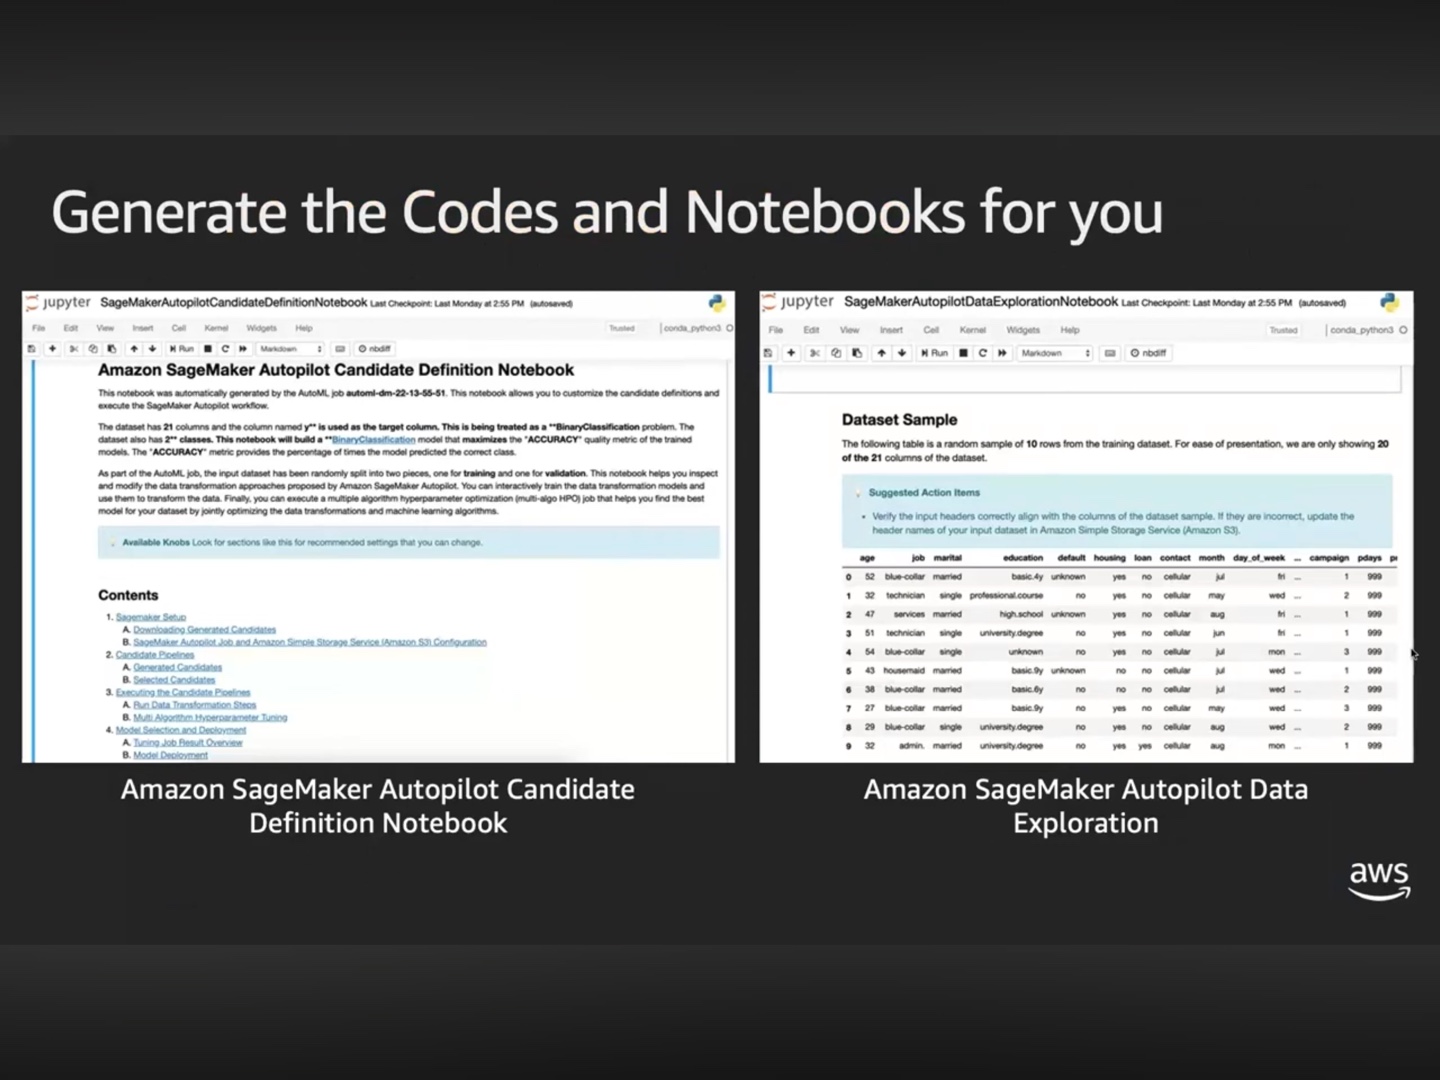 Generate the Codes and Notebooks for you
jupyter SageMakerAutopilotCandidateDefinitionNotebook Last Checkpoint: Last Monday at 2:55 PM (autosaved)
File Edit View Insert Cell Kernel Widgets Help Trusted conda_python3
Run Markdown nbdiff
Amazon SageMaker Autopilot Candidate Definition Notebook
This notebook was automatically generated by the AutoML job automl-dm-22-13-55-51. This notebook allows you to customize the candidate definitions and
execute the SageMaker Autopilot workflow.
The dataset has 21 columns and the column named y** is used as the target column. This is being treated as a **BinaryClassification problem. The
dataset also has 2** classes. This notebook will build a **BinaryClassification model that maximizes the "ACCURACY" quality metric of the trained
models. The "ACCURACY" metric provides the percentage of times the model predicted the correct class.
As part of the AutoML job, the input dataset has been randomly split into two pieces, one for training and one for validation. This notebook helps you inspect
and modify the data transformation approaches proposed by Amazon SageMaker Autopilot. You can interactively train the data transformation models and
use them to transform the data. Finally, you can execute a multiple algorithm hyperparameter optimization (multi-algo HPO) job that helps you find the best
model for your dataset by jointly optimizing the data transformations and machine learning algorithms.
Available Knobs Look for sections like this for recommended settings that you can change.
Contents
1. Sagemaker Setup
A. Downloading Generated Candidates
B. SageMaker Autopilot Job and Amazon Simple Storage Service (Amazon S3) Configuration
2. Candidate Pipelines
A. Generated Candidates
B. Selected Candidates
3. Executing the Candidate Pipelines
A. Run Data Transformation Steps
B. Multi Algorithm Hyperparameter Tuning
4. Model Selection and Deployment
A. Tuning Job Result Overview
B. Model Deployment
Amazon SageMaker Autopilot Candidate
Definition Notebook
jupyter SageMakerAutopilotDataExplorationNotebook Last Checkpoint: Last Monday at 2:55 PM (autosaved)
File Edit View Insert Cell Kernel Widgets Help Trusted conda_python3
Run Markdown nbdiff
Dataset Sample
The following table is a random sample of 10 rows from the training dataset. For ease of presentation, we are only showing 20
of the 21 columns of the dataset.
Suggested Action Items
• Verify the input headers correctly align with the columns of the dataset sample. If they are incorrect, update the
header names of your input dataset in Amazon Simple Storage Service (Amazon S3).
age job marital education default housing loan contact month day_of_week ... campaign pdays
0 52 blue-collar married basic.4y unknown yes no cellular jul fri ... 1 999
1 32 technician single professional.course no yes no cellular may wed ... 2 999
2 47 services married high.school unknown yes no cellular aug fri ... 1 999
3 51 technician single university.degree no yes no cellular jun fri ... 1 999
4 54 blue-collar single unknown no yes no cellular jul mon ... 3 999
5 43 housemaid married basic.9y unknown no no cellular jul wed ... 1 999
6 38 blue-collar married basic.6y no no no cellular jul wed ... 2 999
7 27 blue-collar married basic.9y no yes no cellular may wed ... 3 999
8 29 blue-collar single university.degree no yes no cellular aug wed ... 2 999
9 32 admin. married university.degree no yes yes cellular aug mon ... 1 999
Amazon SageMaker Autopilot Data
Exploration
aws